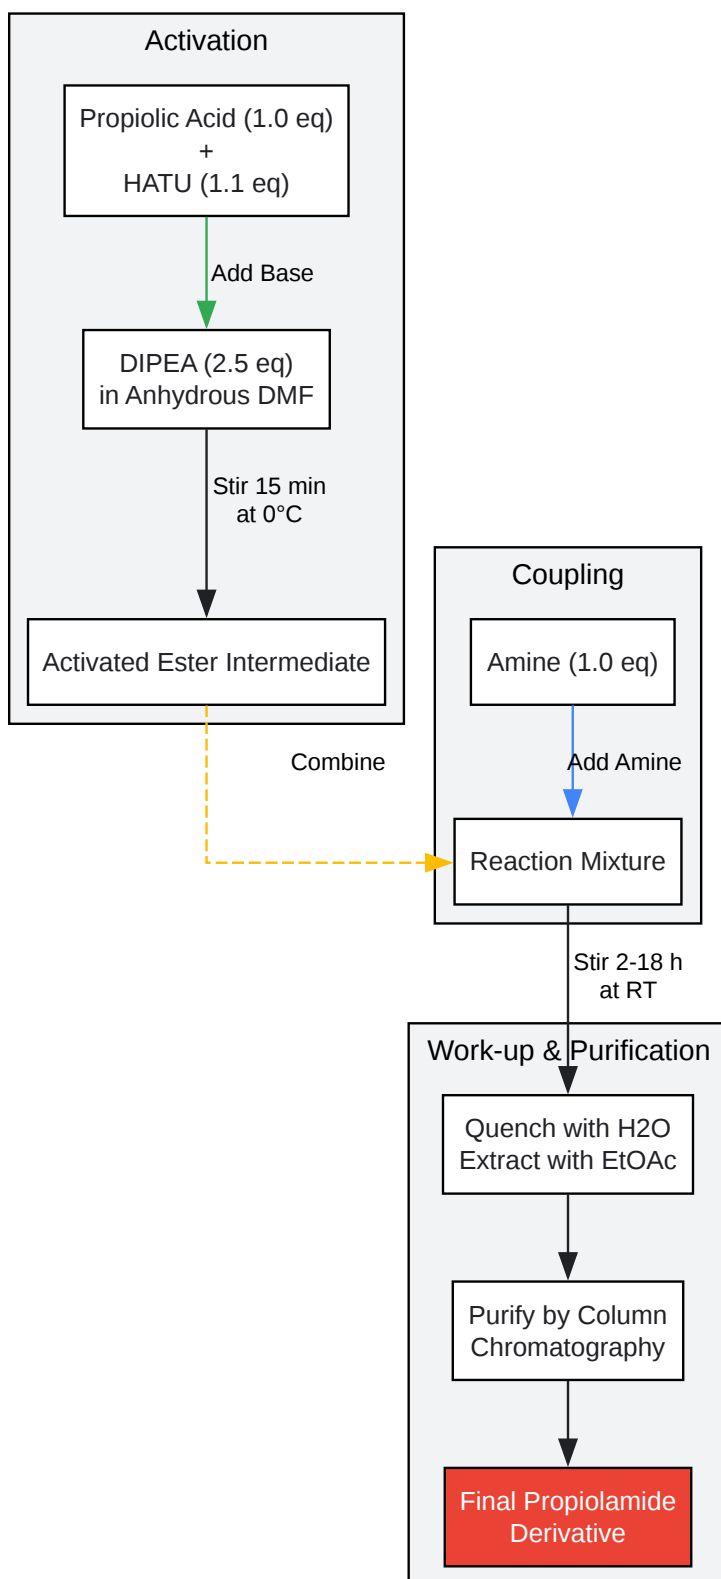 Activation
Propiolic Acid (1.0 eq)
+
HATU (1.1 eq)
Add Base
DIPEA (2.5 eq)
in Anhydrous DMF
Stir 15 min
at 0°C
Activated Ester Intermediate
Coupling
Amine (1.0 eq)
Combine
Add Amine
Reaction Mixture
Stir 2-18 h
at RT
Work-up & Purification
Quench with H2O
Extract with EtOAc
Purify by Column
Chromatography
Final Propiolamide
Derivative